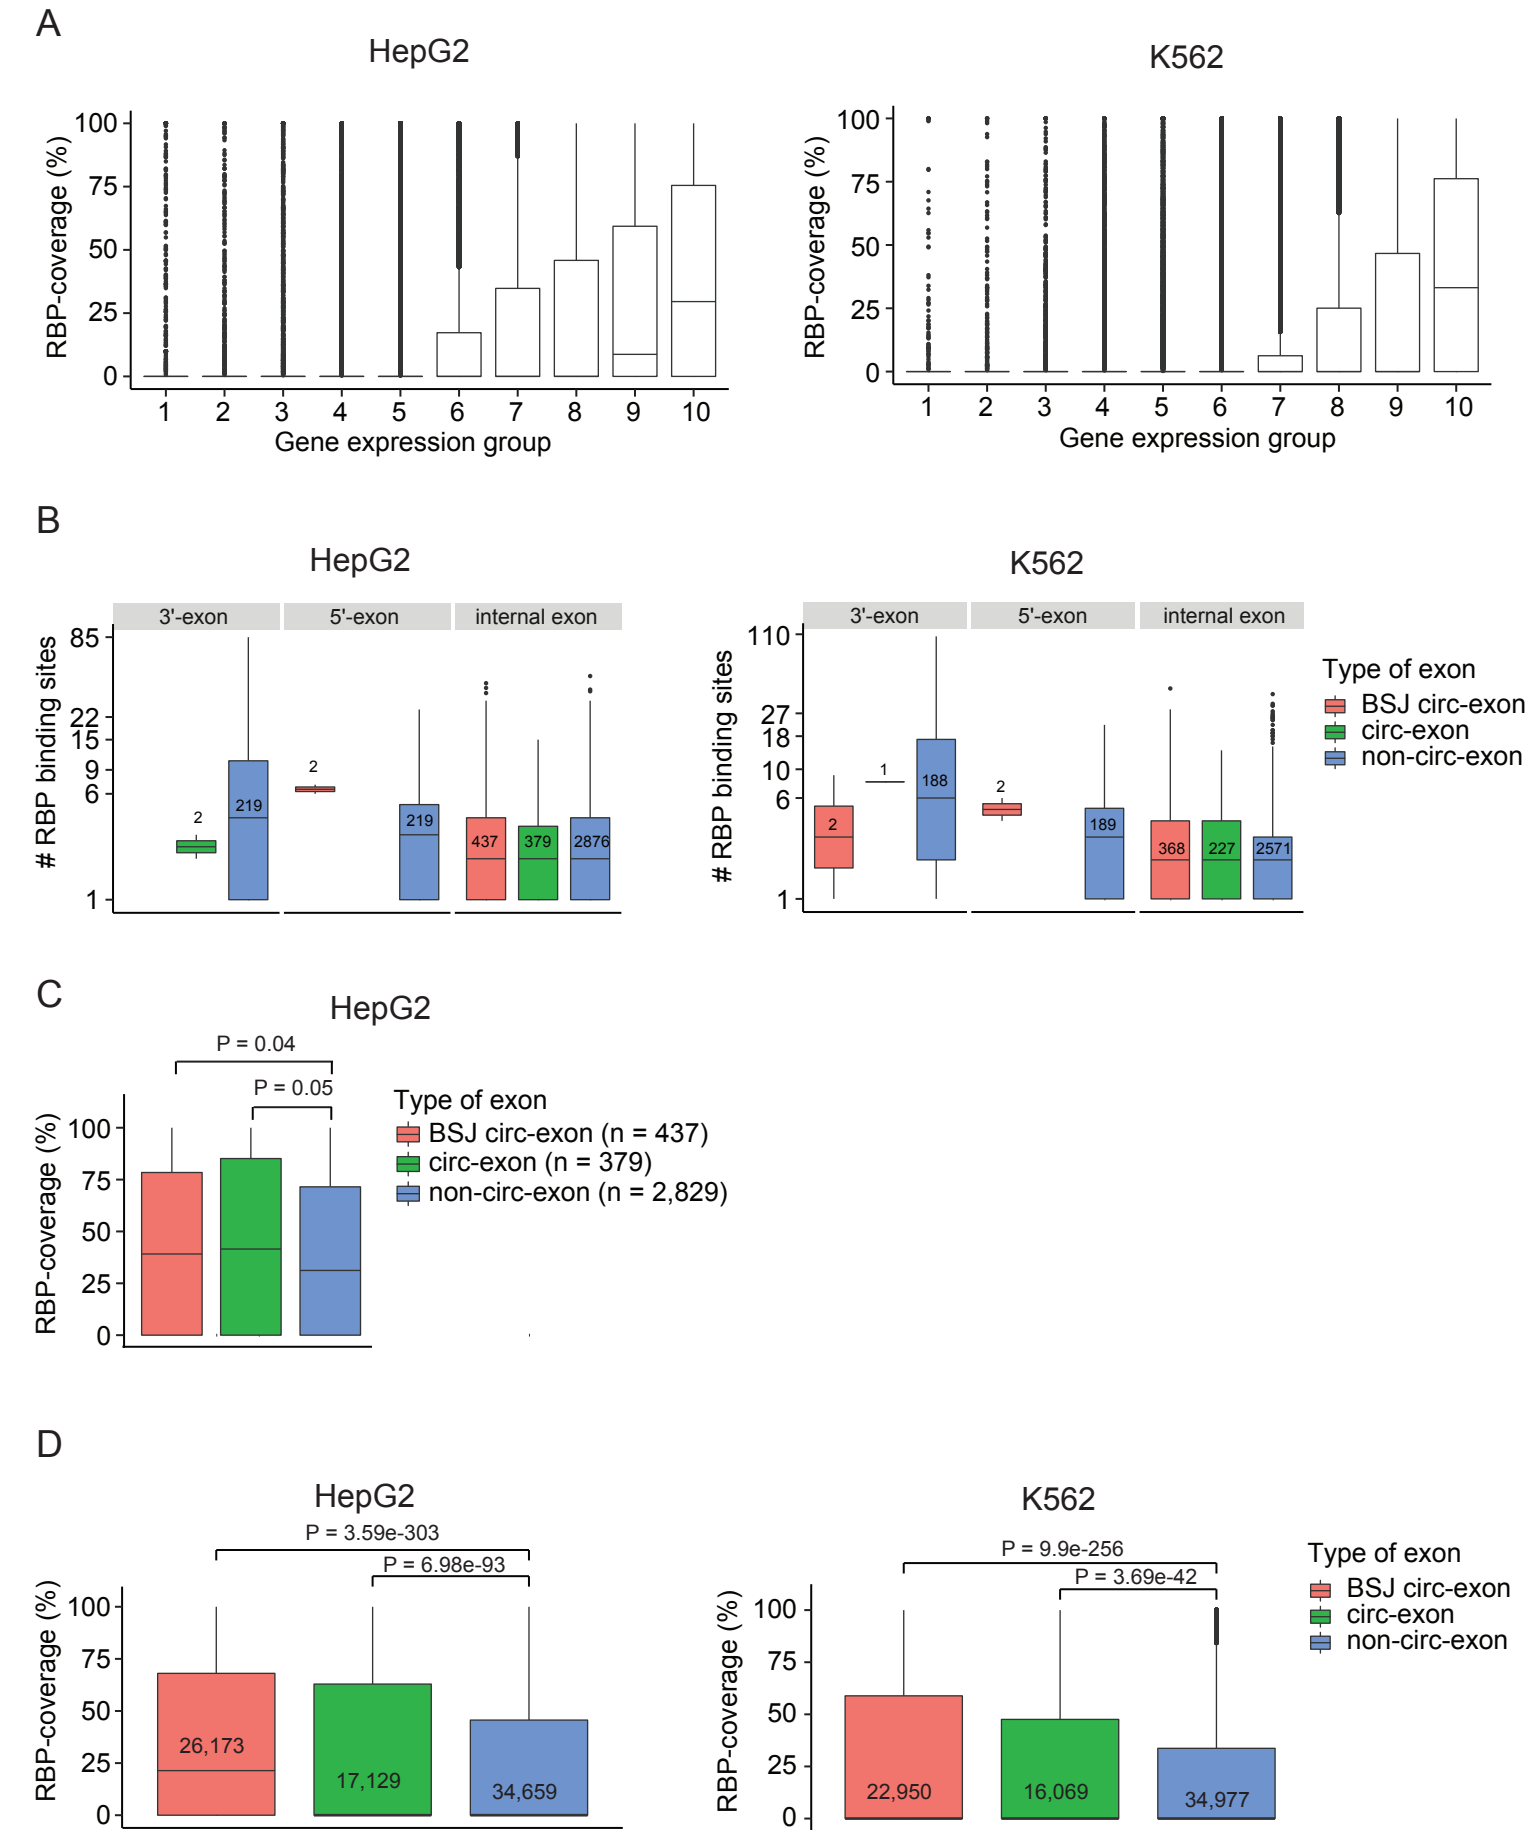 A
HepG2
K562
RBP-coverage (%)
100
75
50
25
0
1 2 3 4 5 6 7 8 9 10
Gene expression group
RBP-coverage (%)
100
75
50
25
0
1 2 3 4 5 6 7 8 9 10
Gene expression group
B
HepG2
3'-exon 5'-exon internal exon
# RBP binding sites
85
22
15
9
6
1
2 219 2 219 437 379 2876
K562
3'-exon 5'-exon internal exon
# RBP binding sites
110
27
18
10
6
1
2 1 188 2 189 368 227 2571
Type of exon
BSJ circ-exon
circ-exon
non-circ-exon
C
HepG2
P = 0.04
P = 0.05
RBP-coverage (%)
100
75
50
25
0
Type of exon
BSJ circ-exon (n = 437)
circ-exon (n = 379)
non-circ-exon (n = 2,829)
D
HepG2
P = 3.59e-303
P = 6.98e-93
RBP-coverage (%)
100
75
50
25
0
26,173
17,129
34,659
K562
P = 9.9e-256
P = 3.69e-42
RBP-coverage (%)
100
75
50
25
0
22,950
16,069
34,977
Type of exon
BSJ circ-exon
circ-exon
non-circ-exon